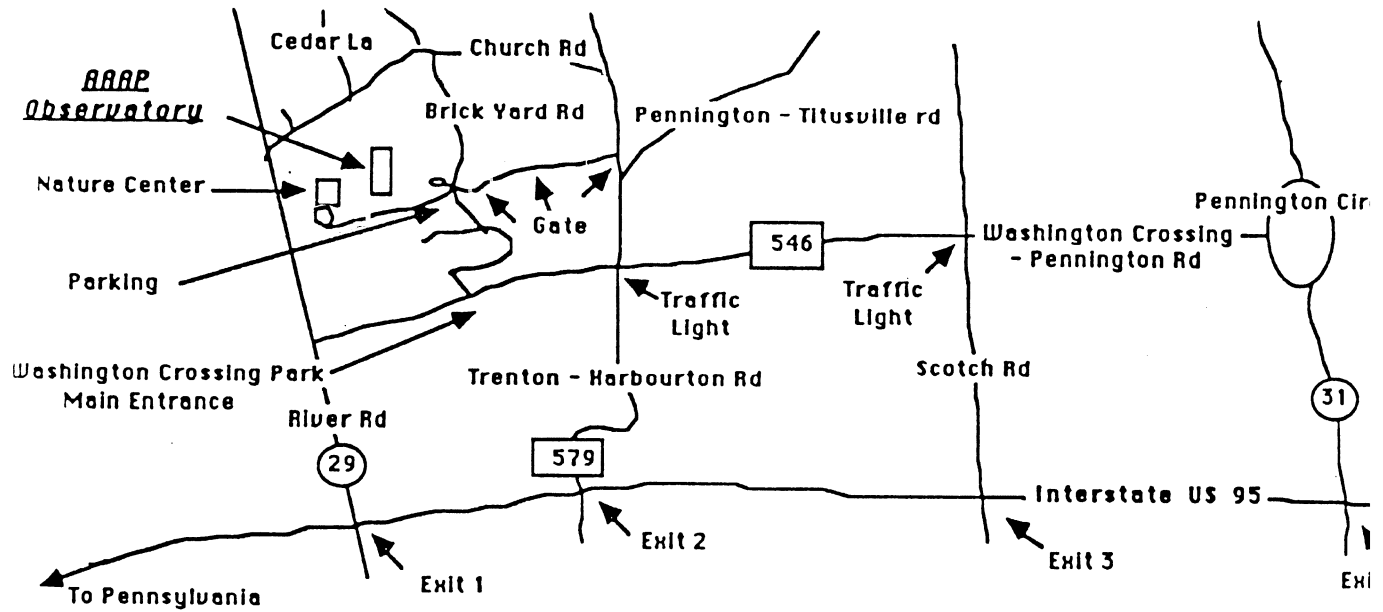 Cedar La
Church Rd
AAAP
Observatory
Brick Yard Rd
Pennington - Titusville rd
Nature Center
Gate
Pennington Cir
546
Washington Crossing
- Pennington Rd
Parking
Traffic
Light
Traffic
Light
Washington Crossing Park
Main Entrance
Trenton - Harbourton Rd
Scotch Rd
River Rd
31
29
579
Interstate US 95
Exit 2
Exit 3
Exit 1
Exi
To Pennsylvania